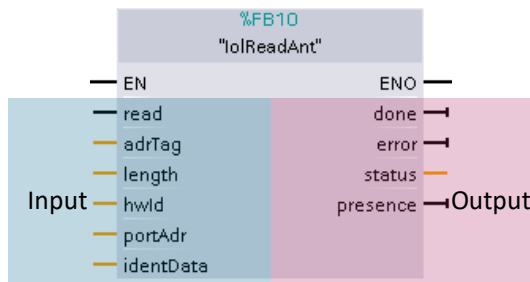 %FB10
"IolReadAnt"
EN ENO
read done
adrTag error
length status
Input hwId presence Output
portAdr
identData